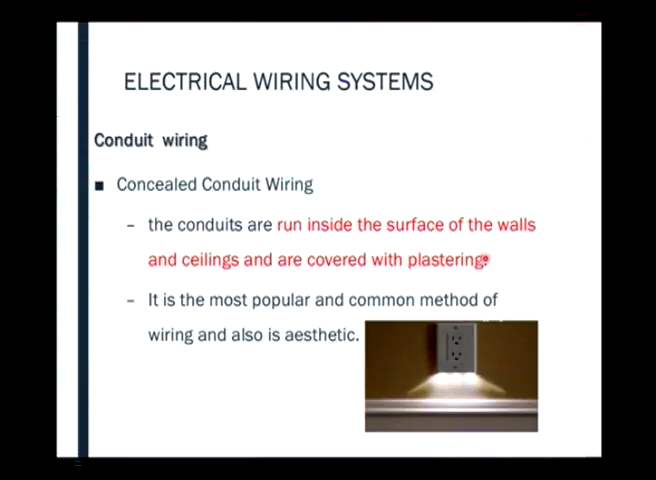 ELECTRICAL WIRING SYSTEMS
Conduit wiring
■ Concealed Conduit Wiring
– the conduits are run inside the surface of the walls
and ceilings and are covered with plastering.
– It is the most popular and common method of
wiring and also is aesthetic.